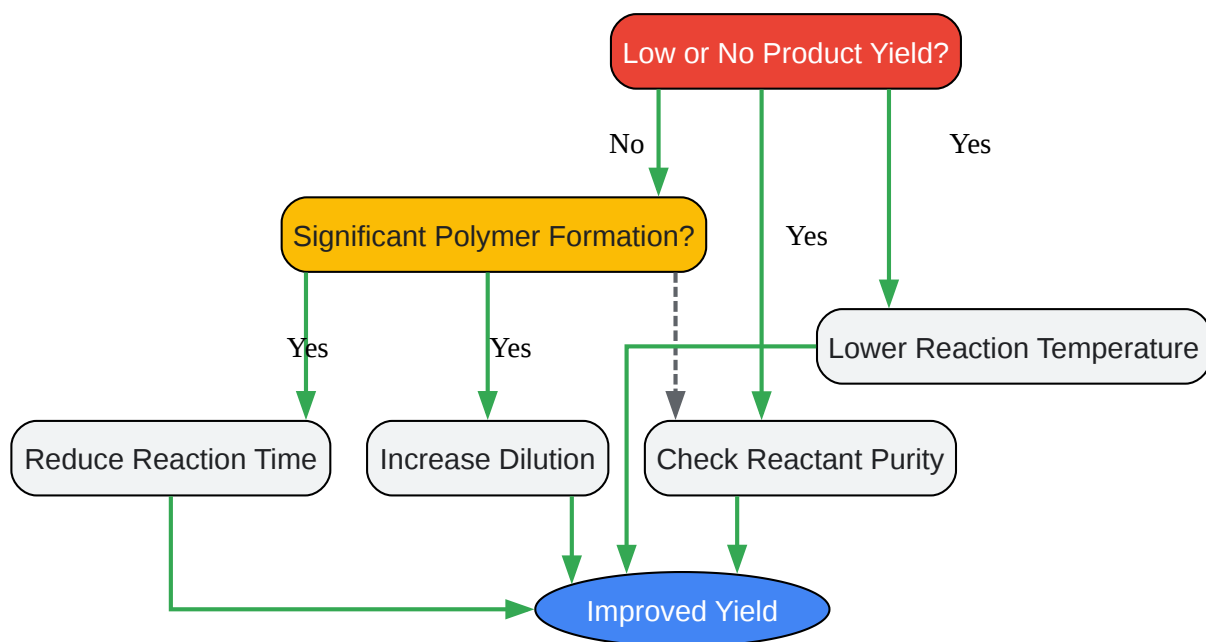 Low or No Product Yield?
No
Yes
Yes
Significant Polymer Formation?
Yes
Yes
Lower Reaction Temperature
Reduce Reaction Time
Increase Dilution
Check Reactant Purity
Improved Yield